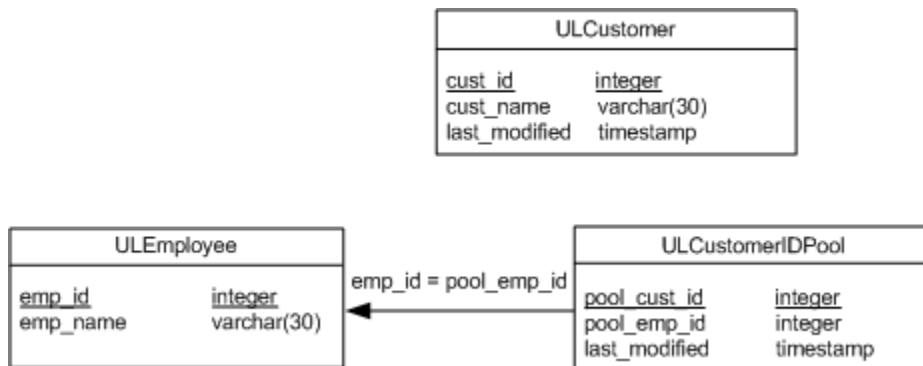 ULCustomer
cust_id integer
cust_name varchar(30)
last_modified timestamp
ULEmployee
emp_id integer
emp_name varchar(30)
emp_id = pool_emp_id
ULCustomerIDPool
pool_cust_id integer
pool_emp_id integer
last_modified timestamp